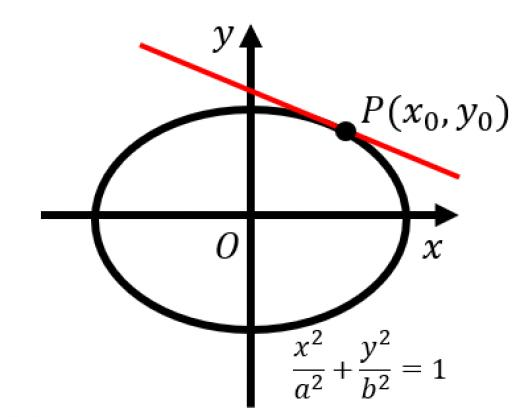 y
P(x₀, y₀)
O
x
x²/a² + y²/b² = 1